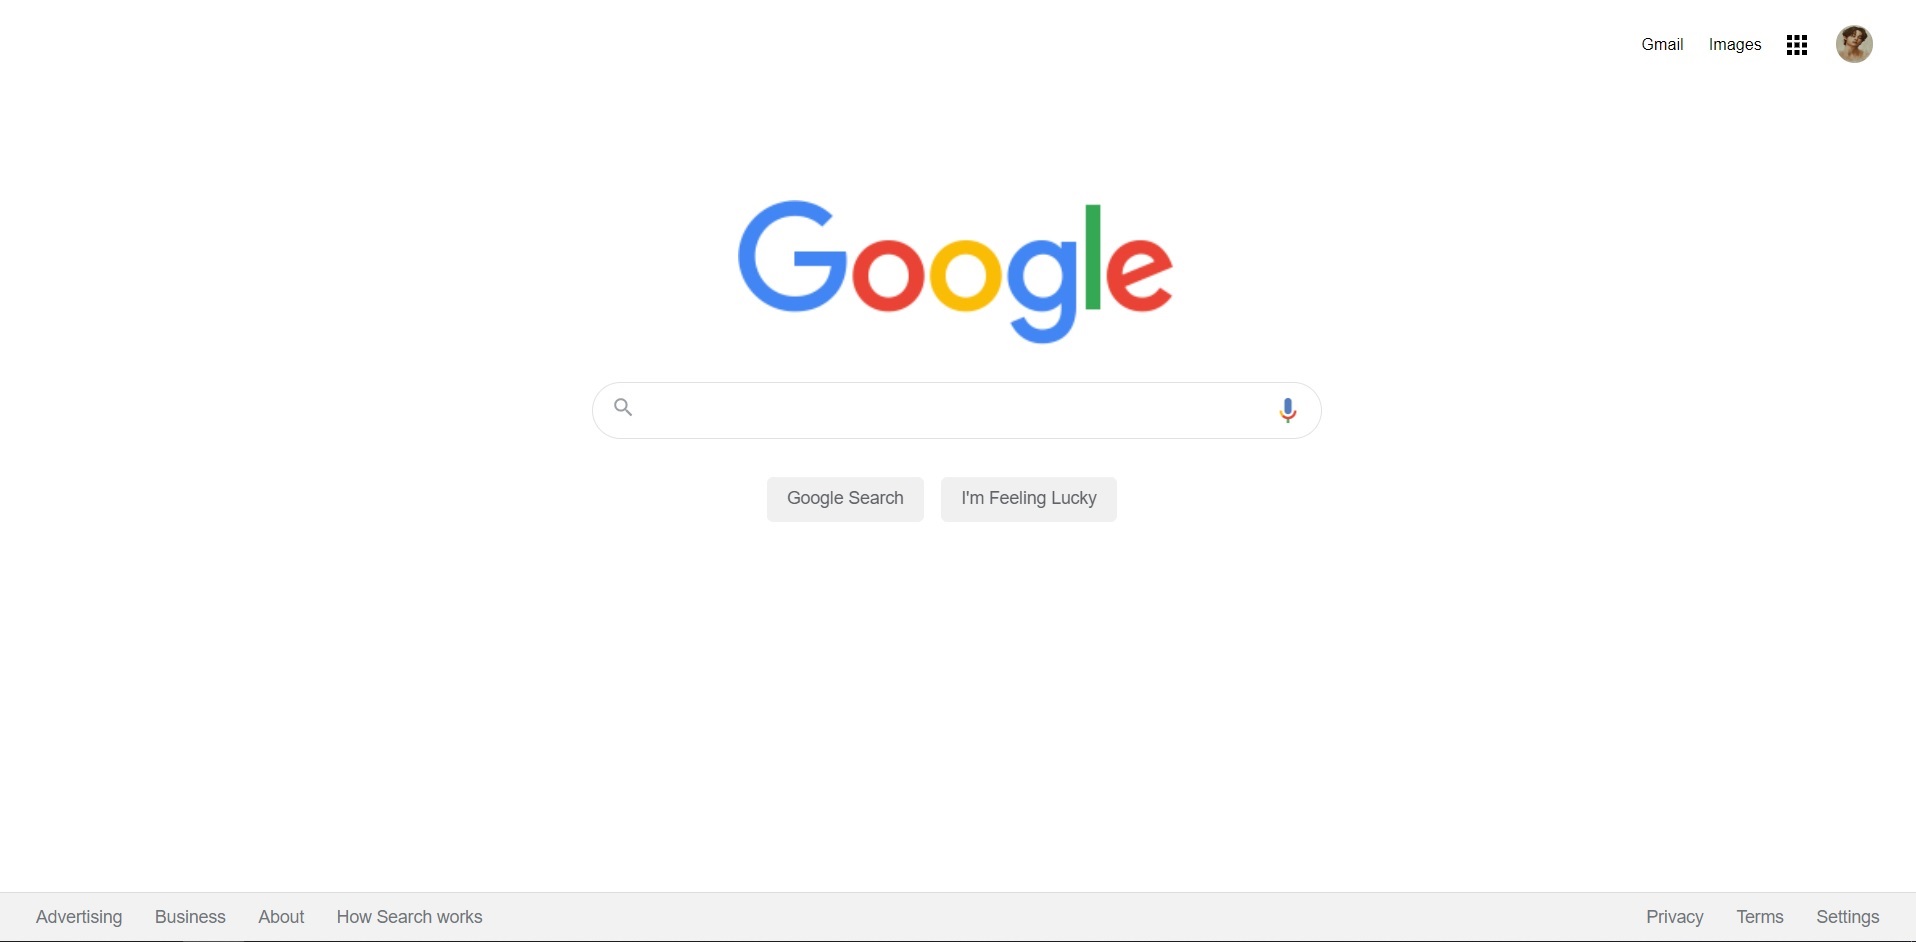 Gmail Images
Google
Google Search I'm Feeling Lucky
Advertising Business About How Search works Privacy Terms Settings